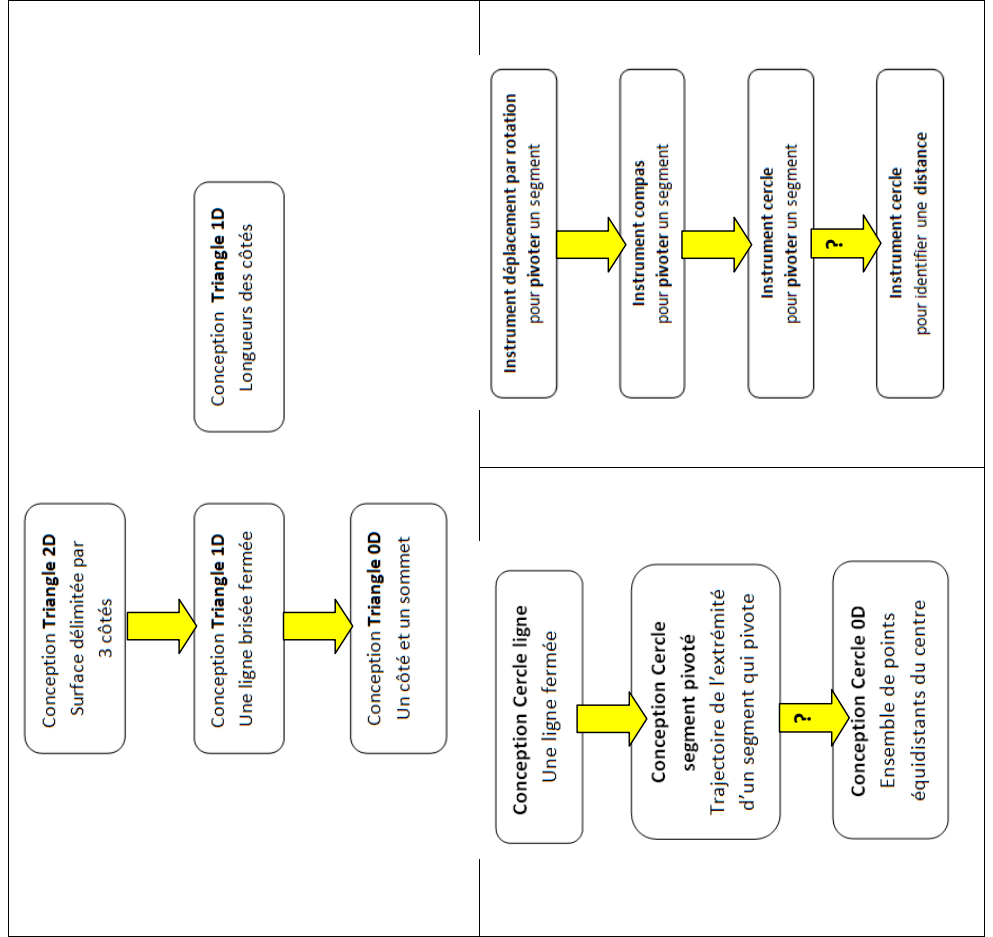 Conception Triangle 2D
Surface délimitée par
3 côtés
Conception Triangle 1D
Une ligne brisée fermée
Conception Triangle 0D
Un côté et un sommet
Conception Triangle 1D
Longueurs des côtés
Conception Cercle ligne
Une ligne fermée
Conception Cercle
segment pivoté
Trajectoire de l'extrémité
d'un segment qui pivote
?
Conception Cercle 0D
Ensemble de points
équidistants du centre
Instrument déplacement par rotation
pour pivoter un segment
Instrument compas
pour pivoter un segment
Instrument cercle
pour pivoter un segment
?
Instrument cercle
pour identifier une distance